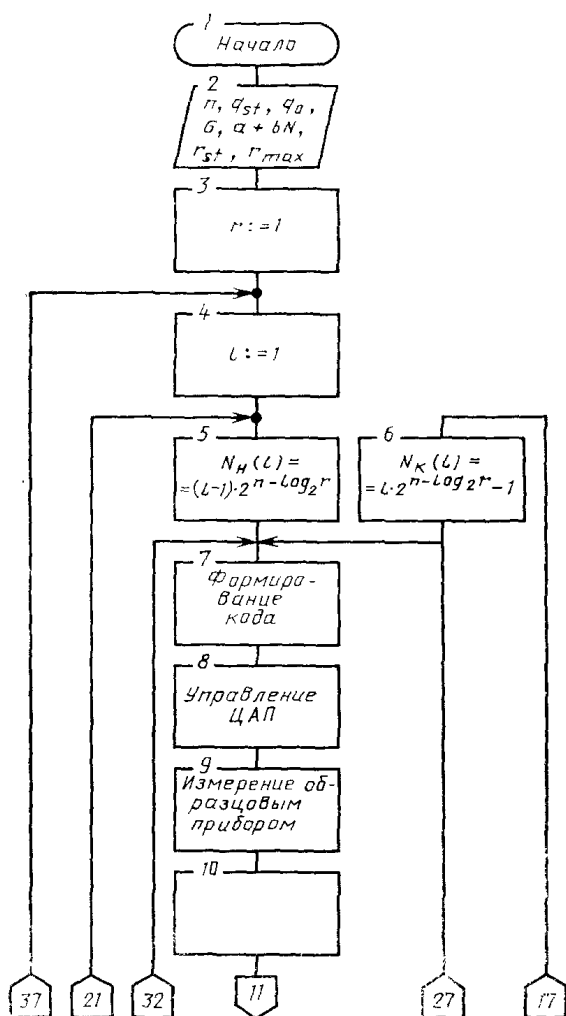 1
Начало
2
n, q_st, q_0,
G, a + bN,
r_st, r_max
3
r:=1
4
i:=1
5
N_H(i)=
=(i-1)·2^{n-log_2 r}
6
N_K(i)=
=i·2^{n-log_2 r}-1
7
Формиро-
вание
кода
8
Управление
ЦАП
9
Измерение об-
разцовым
прибором
10
37
21
32
11
27
17